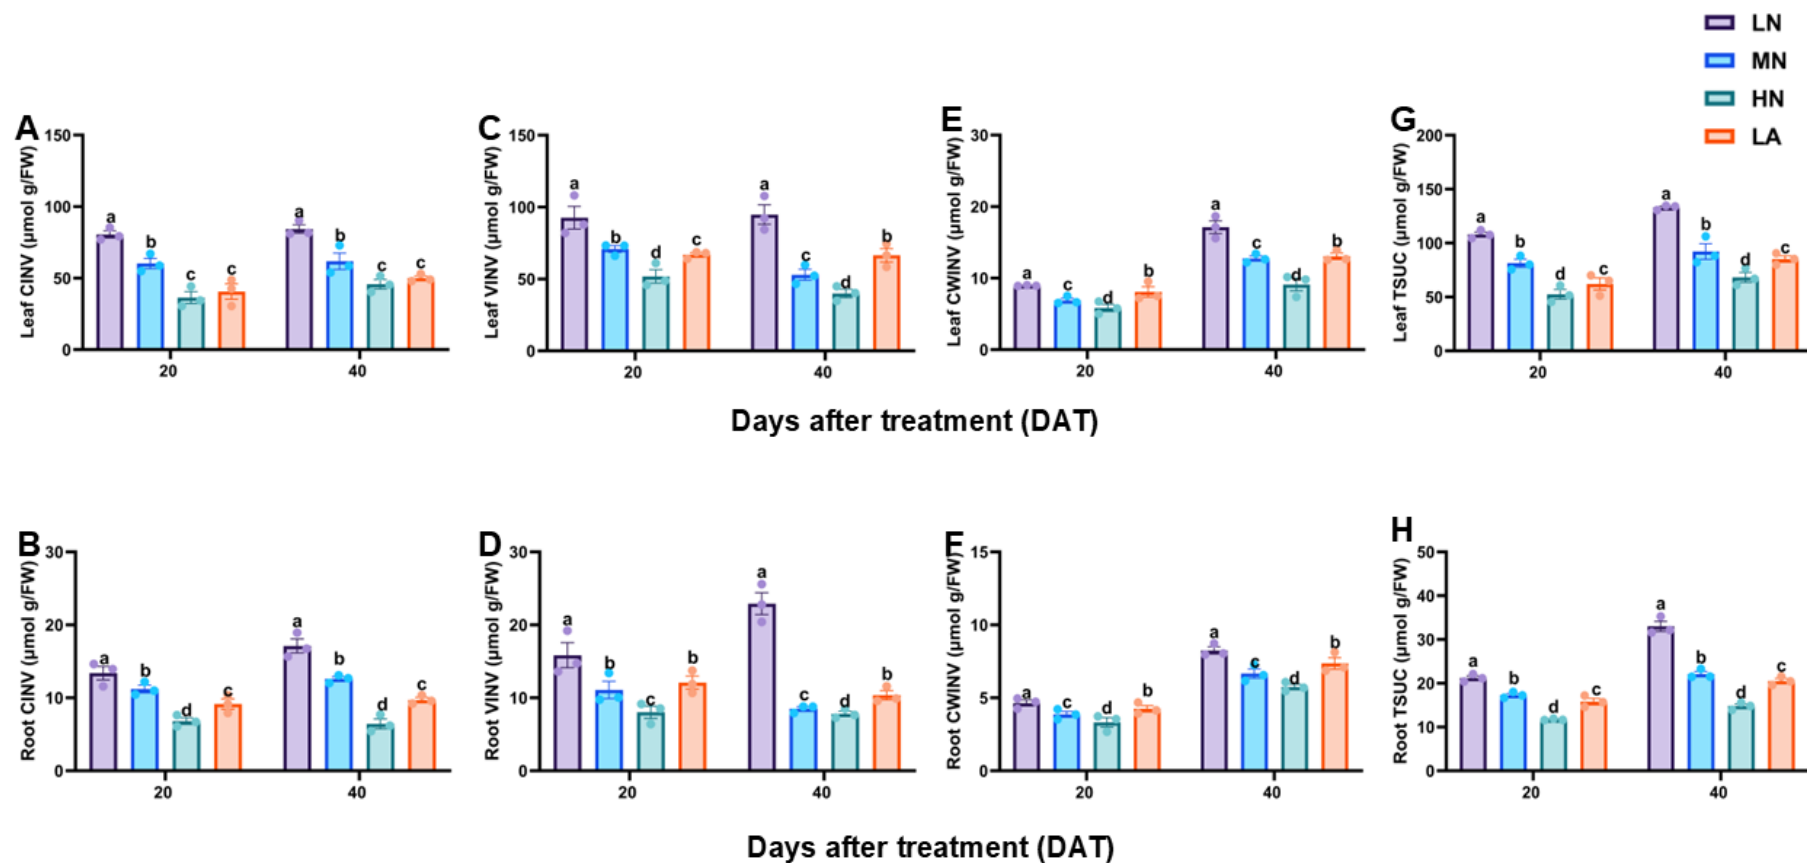 LN
MN
HN
LA
A
Leaf CINV (µmol g/FW)
150
100
50
0
a
b
c
c
a
b
c
c
20
40
C
Leaf VINV (µmol g/FW)
150
100
50
0
a
b
d
c
a
c
d
b
20
40
E
Leaf CWINV (µmol g/FW)
30
20
10
0
a
c
d
b
a
c
d
b
20
40
G
Leaf TSUC (µmol g/FW)
200
150
100
50
0
a
b
d
c
a
b
d
c
20
40
Days after treatment (DAT)
B
Root CINV (µmol g/FW)
30
20
10
0
a
b
d
c
a
b
d
c
20
40
D
Root VINV (µmol g/FW)
30
20
10
0
a
b
c
b
a
c
d
b
20
40
F
Root CWINV (µmol g/FW)
15
10
5
0
a
c
d
b
a
c
d
b
20
40
H
Root TSUC (µmol g/FW)
50
40
30
20
10
0
a
b
d
c
a
b
d
c
20
40
Days after treatment (DAT)